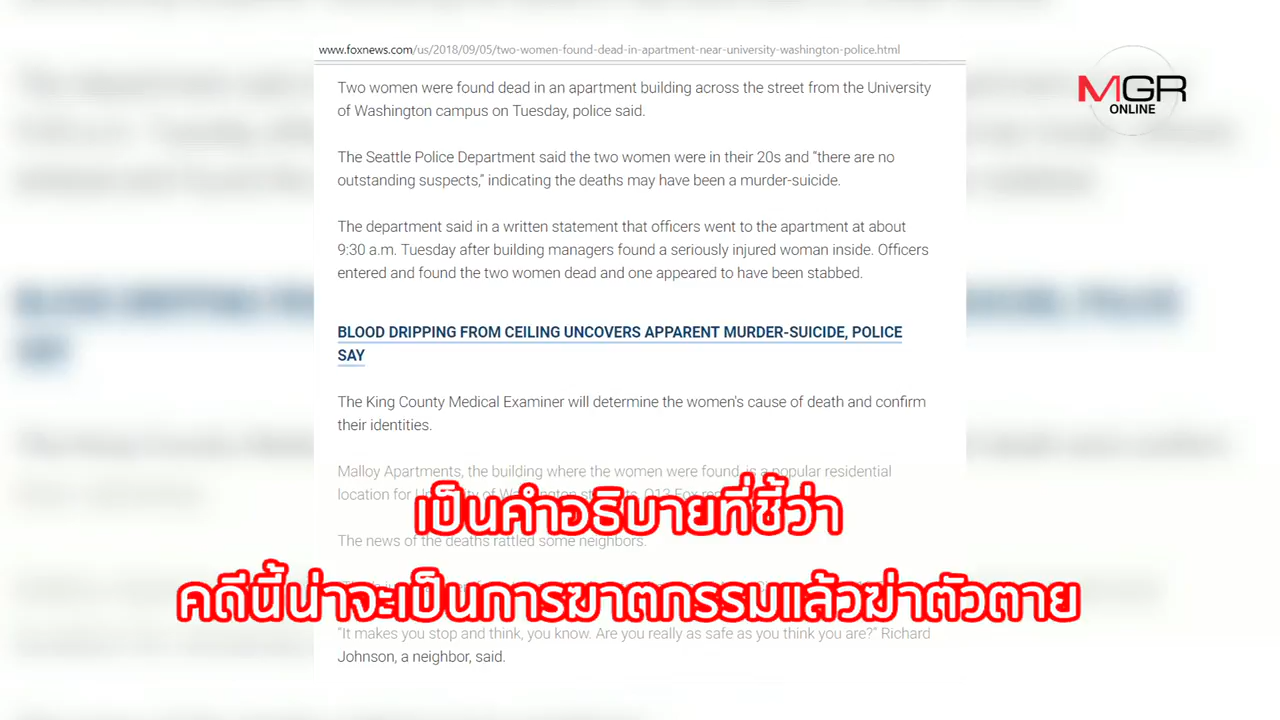 www.foxnews.com/us/2018/09/05/two-women-found-dead-in-apartment-near-university-washington-police.html
MGR
ONLINE
Two women were found dead in an apartment building across the street from the University
of Washington campus on Tuesday, police said.
The Seattle Police Department said the two women were in their 20s and “there are no
outstanding suspects,” indicating the deaths may have been a murder-suicide.
The department said in a written statement that officers went to the apartment at about
9:30 a.m. Tuesday after building managers found a seriously injured woman inside. Officers
entered and found the two women dead and one appeared to have been stabbed.
BLOOD DRIPPING FROM CEILING UNCOVERS APPARENT MURDER-SUICIDE, POLICE
SAY
The King County Medical Examiner will determine the women's cause of death and confirm
their identities.
Malloy Apartments, the building where the women were found, is a popular residential
location for of Washington Q13 Fox
เป็นคำอธิบายที่ชี้ว่า
The news of the deaths rattled some neighbors.
คดีนี้น่าจะเป็นการฆาตกรรมแล้วฆ่าตัวตาย
“It makes you stop and think, you know. Are you really as safe as you think you are?” Richard
Johnson, a neighbor, said.